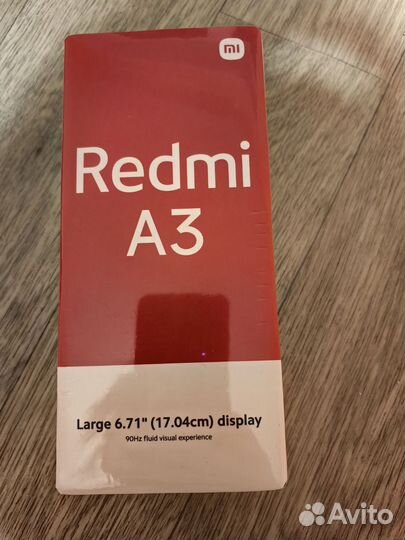 mi
Redmi
A3
Large 6.71" (17.04cm) display
90Hz fluid visual experience
Avito